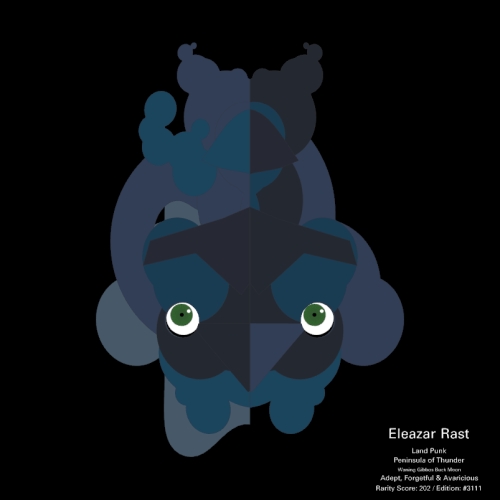 Eleazar Rast
Land Punk
Peninsula of Thunder
Waning Gibbous Buck Moon
Adept, Forgetful & Avaricious
Rarity Score: 202 / Edition: #3111